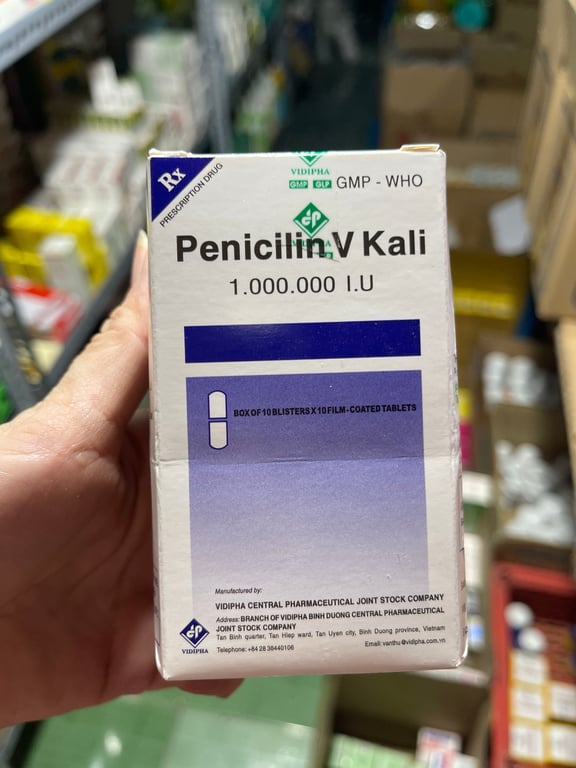 Rx
PRESCRIPTION DRUG
VIDIPHA
GMP GLP
GMP - WHO
Penicilin V Kali
1.000.000 I.U
BOX OF 10 BLISTERS X 10 FILM-COATED TABLETS
Manufactured by:
VIDIPHA CENTRAL PHARMACEUTICAL JOINT STOCK COMPANY
Address: BRANCH OF VIDIPHA BINH DUONG CENTRAL PHARMACEUTICAL
JOINT STOCK COMPANY
Tan Binh quarter, Tan Hiep ward, Tan Uyen city, Binh Duong province, Vietnam
Telephone: +84 28 38440106 Email: vanthu@vidipha.com.vn
VIDIPHA